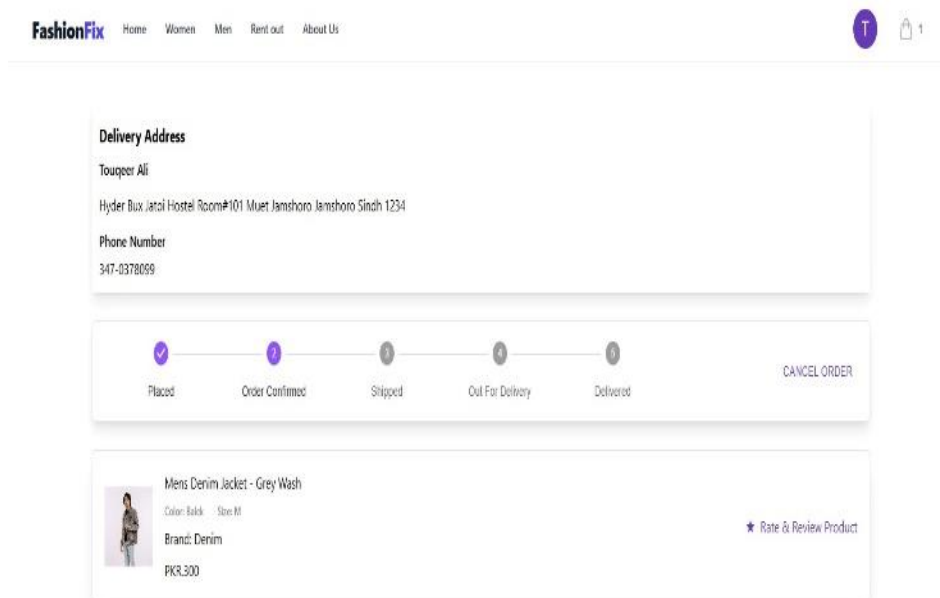 FashionFix Home Women Men Rent out About Us T 1
Delivery Address
Touqeer Ali
Hyder Bux Jatoi Hostel Room#101 Muet Jamshoro Jamshoro Sindh 1234
Phone Number
347-0378099
2 3 4 5
Placed Order Confirmed Shipped Out For Delivery Delivered
CANCEL ORDER
Mens Denim Jacket - Grey Wash
Color: Balck Size: M
Brand: Denim
PKR.300
★ Rate & Review Product